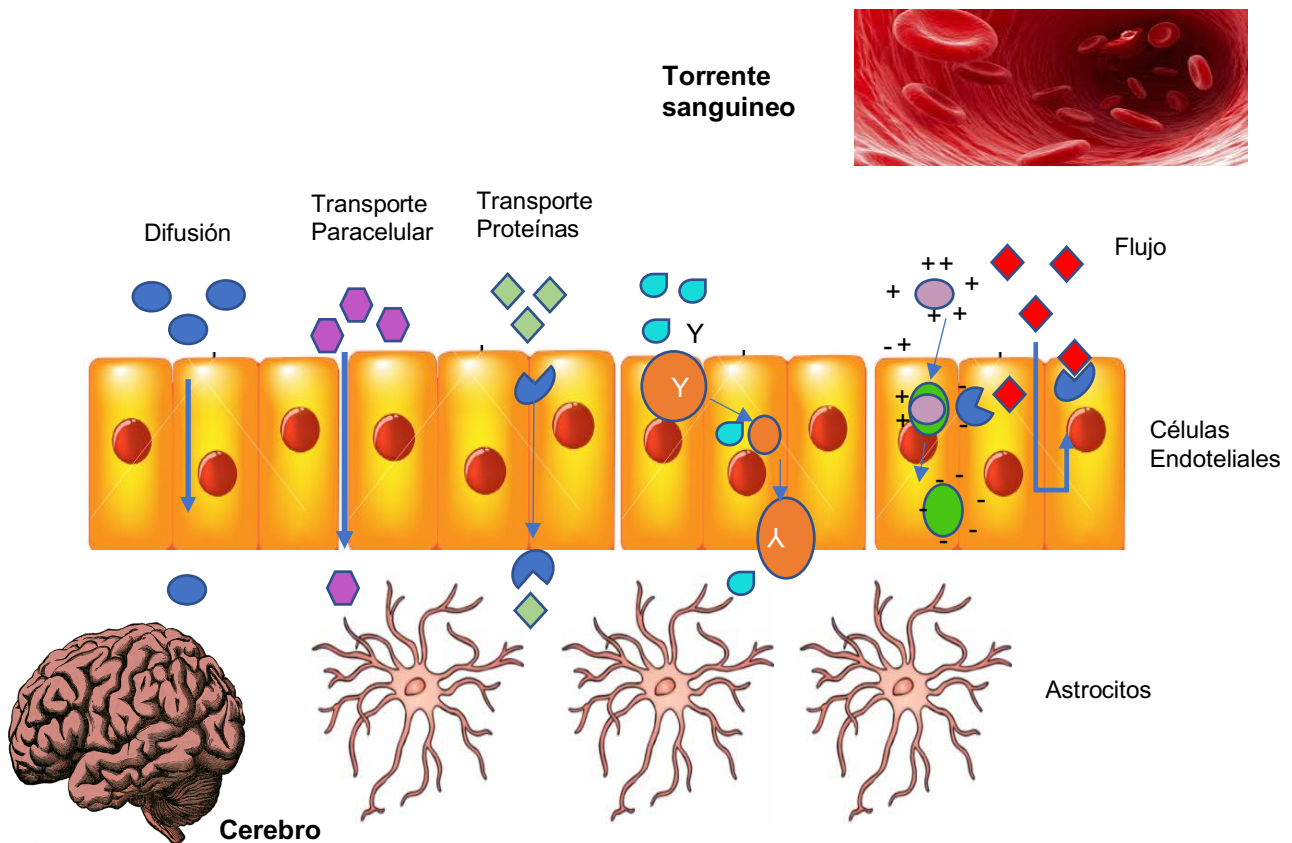 Torrente
sanguineo
Difusión
Transporte
Paracelular
Transporte
Proteínas
Flujo
++
+
+
+
+
Y
- +
Y
-
+
+
-
Células
Endoteliales
-
-
-
-
-
-
Y
Astrocitos
Cerebro